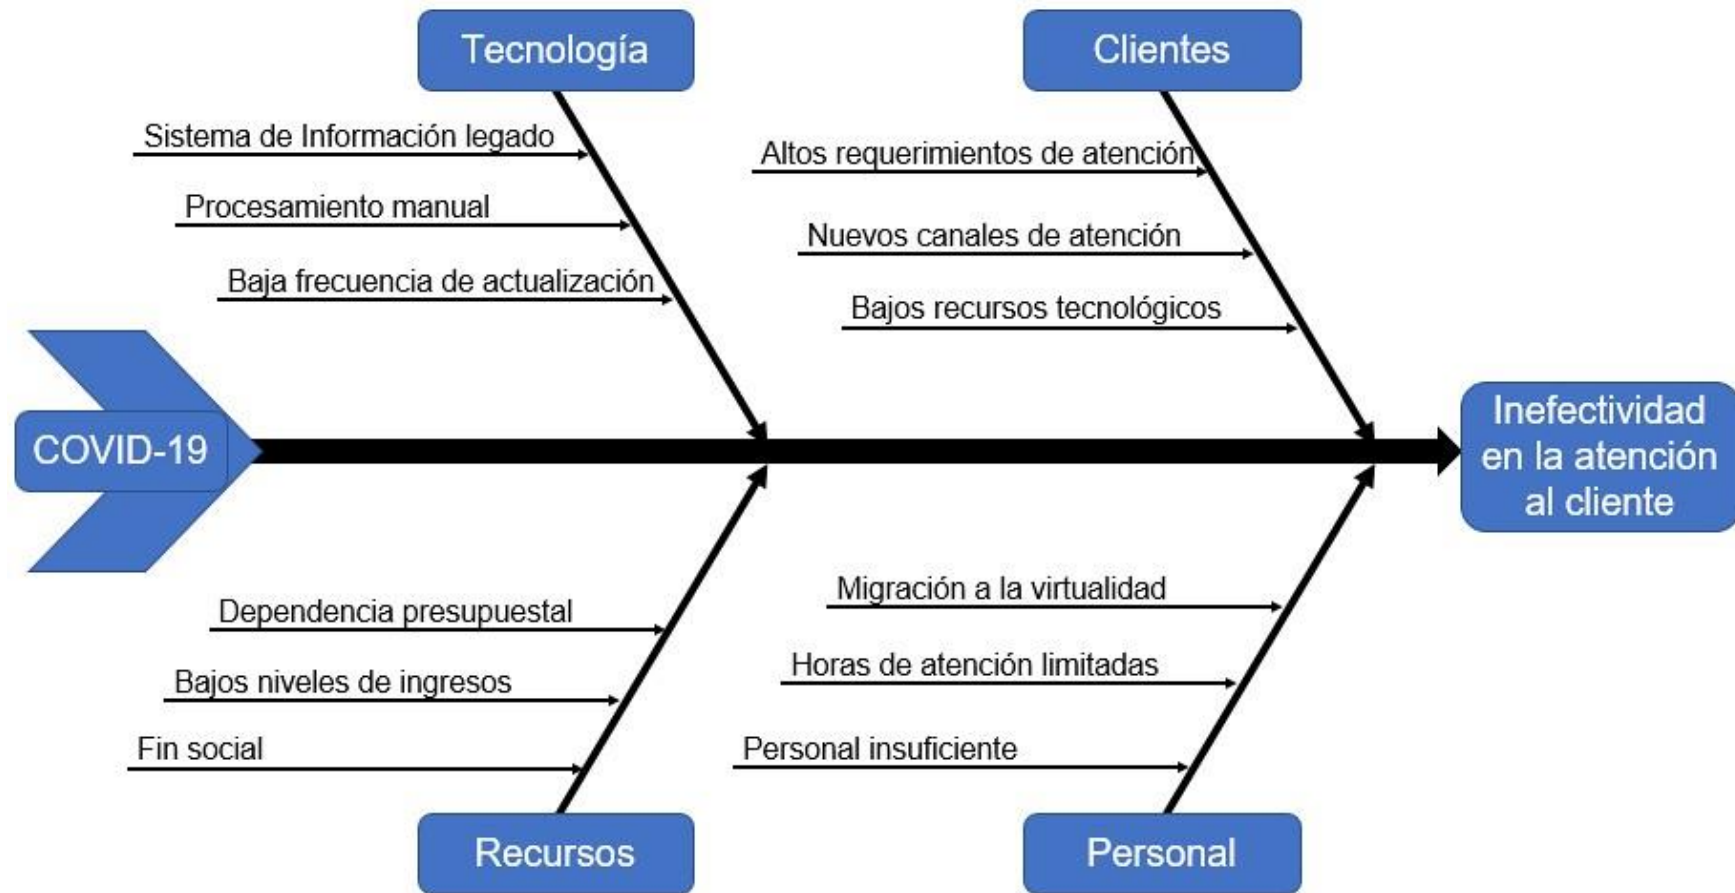 Tecnología
Clientes
Sistema de Información legado
Altos requerimientos de atención
Procesamiento manual
Nuevos canales de atención
Baja frecuencia de actualización
Bajos recursos tecnológicos
COVID-19
Inefectividad
en la atención
al cliente
Dependencia presupuestal
Migración a la virtualidad
Bajos niveles de ingresos
Horas de atención limitadas
Fin social
Personal insuficiente
Recursos
Personal